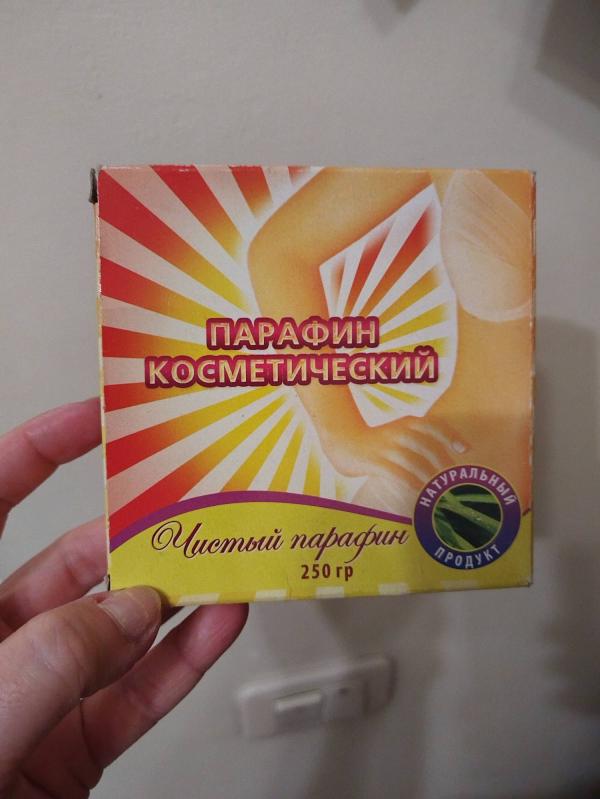 ПАРАФИН
КОСМЕТИЧЕСКИЙ
Чистый парафин
250 гр
НАТУРАЛЬНЫЙ
ПРОДУКТ